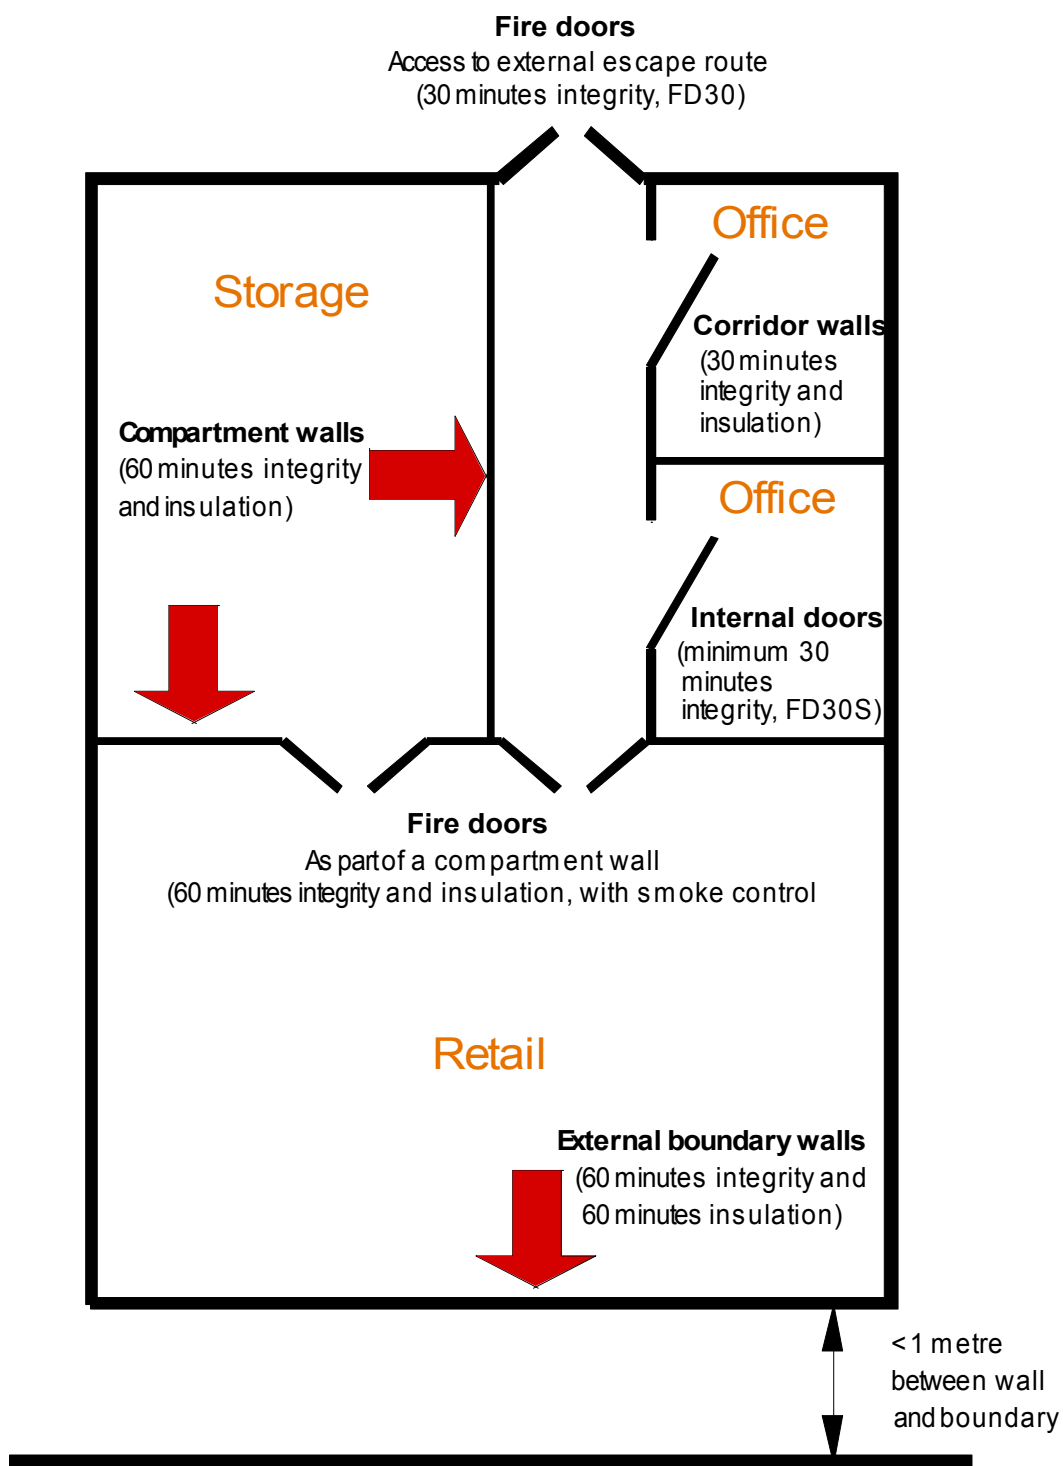 Fire doors
Access to external escape route
(30 minutes integrity, FD30)
Office
Storage
Corridor walls
(30 minutes
integrity and
insulation)
Compartment walls
(60 minutes integrity
and insulation)
Office
Internal doors
(minimum 30
minutes
integrity, FD30S)
Fire doors
As part of a compartment wall
(60 minutes integrity and insulation, with smoke control
Retail
External boundary walls
(60 minutes integrity and
60 minutes insulation)
<1 metre
between wall
and boundary